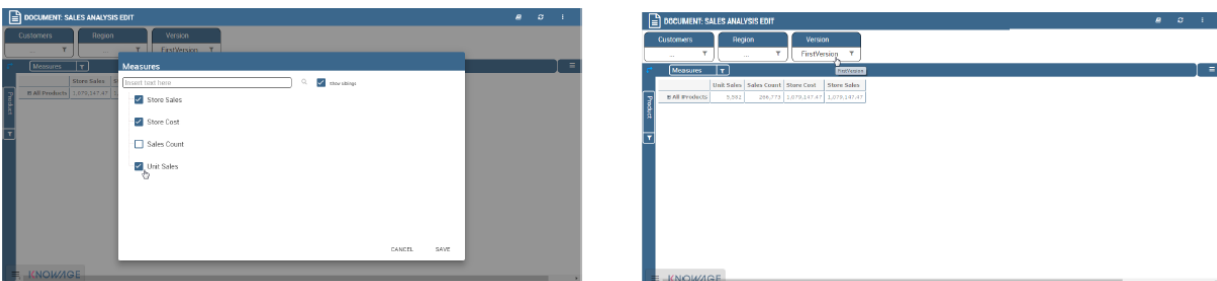 DOCUMENT: SALES ANALYSIS EDIT
Customers Region Version
... ... FirstVersion
Measures
Store Sales
All Products 1,079,147.47
Product
Measures
Insert text here Show siblings
Store Sales
Store Cost
Sales Count
Unit Sales
CANCEL SAVE
KNOWAGE
DOCUMENT: SALES ANALYSIS EDIT
Customers Region Version
... ... FirstVersion
FirstVersion
Measures
Unit Sales Sales Count Store Cost Store Sales
All Products 1,079,147.47 1,079,147.47
Product
KNOWAGE